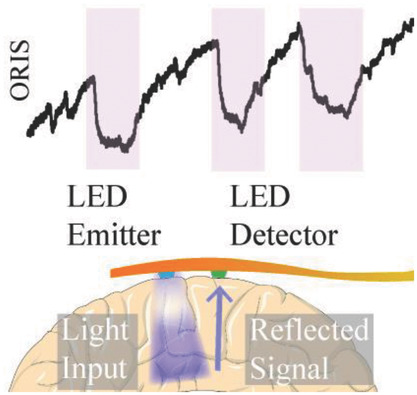 ORIS
LED
Emitter
LED
Detector
Light
Input
Reflected
Signal